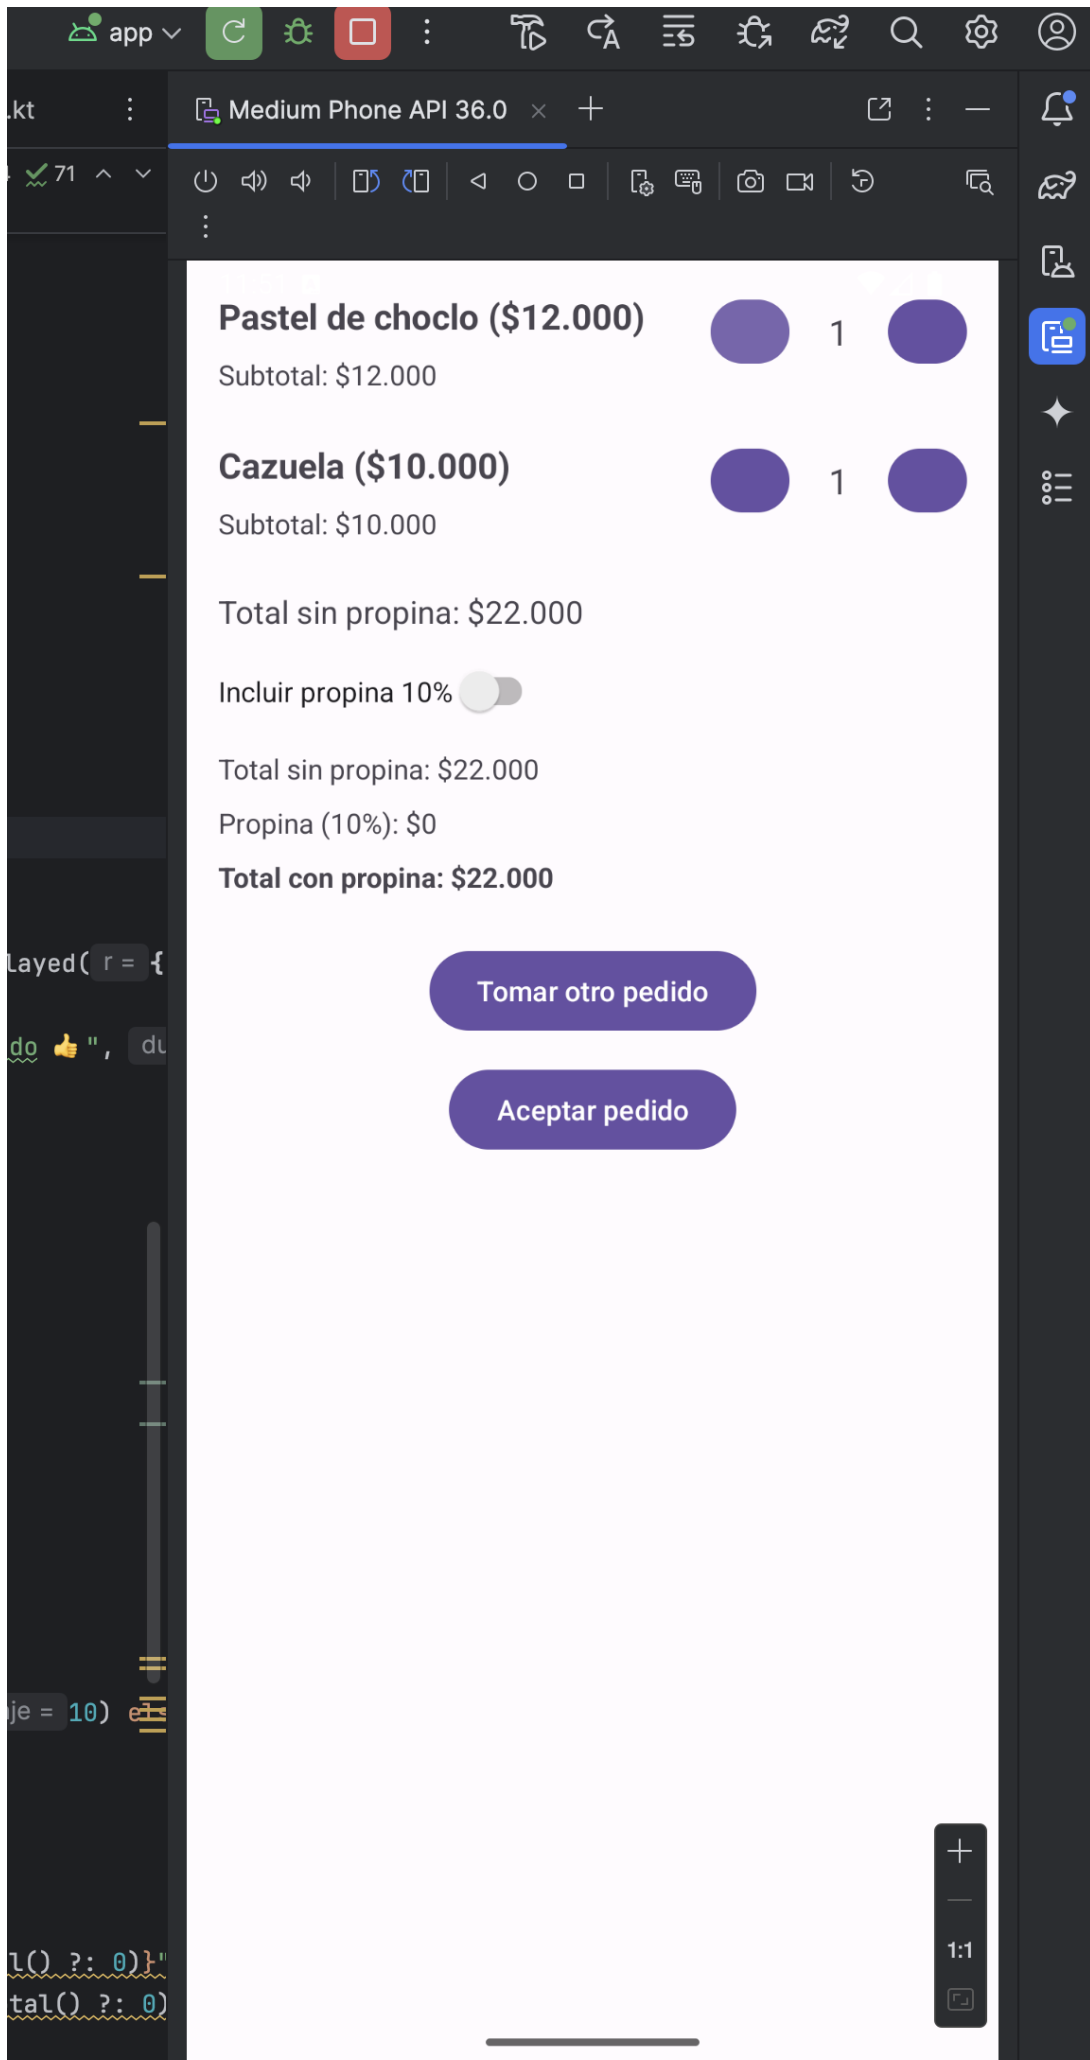 app
.kt
Medium Phone API 36.0
71
Pastel de choclo ($12.000)
1
Subtotal: $12.000
Cazuela ($10.000)
1
Subtotal: $10.000
Total sin propina: $22.000
Incluir propina 10%
Total sin propina: $22.000
Propina (10%): $0
Total con propina: $22.000
layed( r = {
Tomar otro pedido
do 👍", du
Aceptar pedido
je = 10) els
1:1
l() ?: 0)}"
tal() ?: 0)